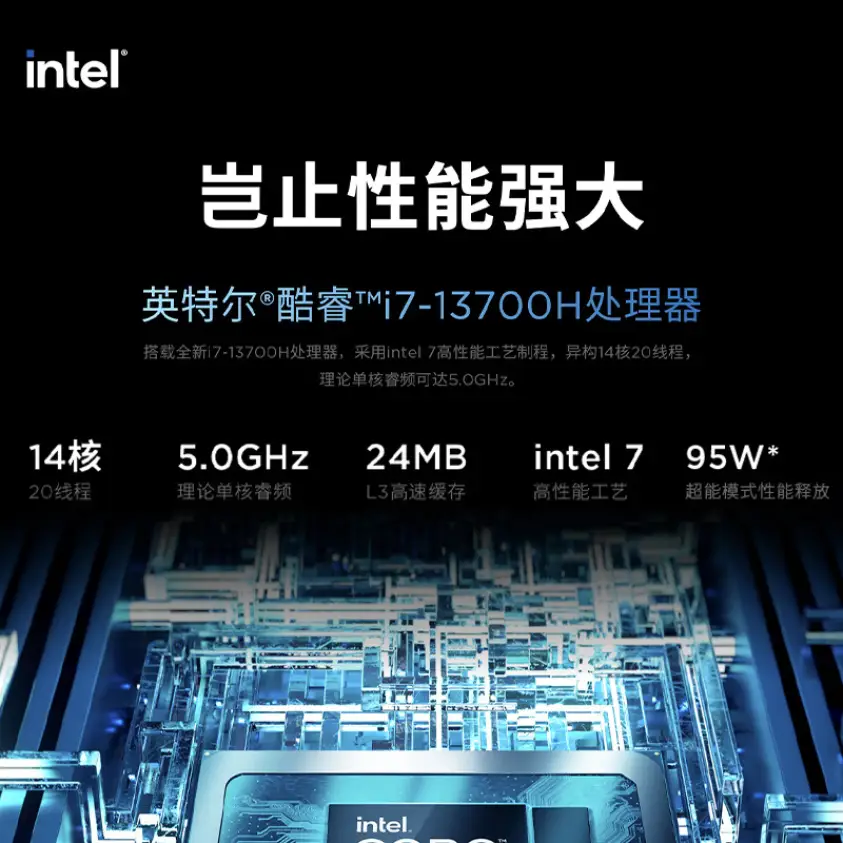 intel®
岂止性能强大
英特尔®酷睿™i7-13700H处理器
搭载全新i7-13700H处理器，采用intel 7高性能工艺制程，异构14核20线程，
理论单核睿频可达5.0GHz。
14核 5.0GHz 24MB intel 7 95W*
20线程 理论单核睿频 L3高速缓存 高性能工艺 超能模式性能释放
intel.
CORE™